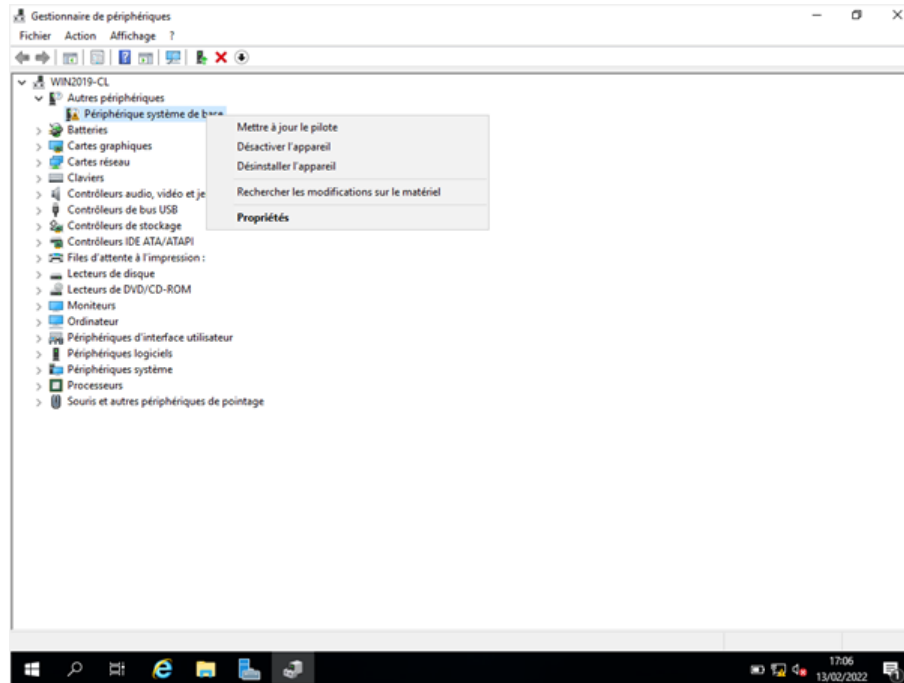 Gestionnaire de périphériques
Fichier Action Affichage ?
WIN2019-CL
Autres périphériques
Périphérique système de base
Batteries
Cartes graphiques
Cartes réseau
Claviers
Contrôleurs audio, vidéo et je
Contrôleurs de bus USB
Contrôleurs de stockage
Contrôleurs IDE ATA/ATAPI
Files d'attente à l'impression :
Lecteurs de disque
Lecteurs de DVD/CD-ROM
Moniteurs
Ordinateur
Périphériques d'interface utilisateur
Périphériques logiciels
Périphériques système
Processeurs
Souris et autres périphériques de pointage
Mettre à jour le pilote
Désactiver l'appareil
Désinstaller l'appareil
Rechercher les modifications sur le matériel
Propriétés
17:06
13/02/2022